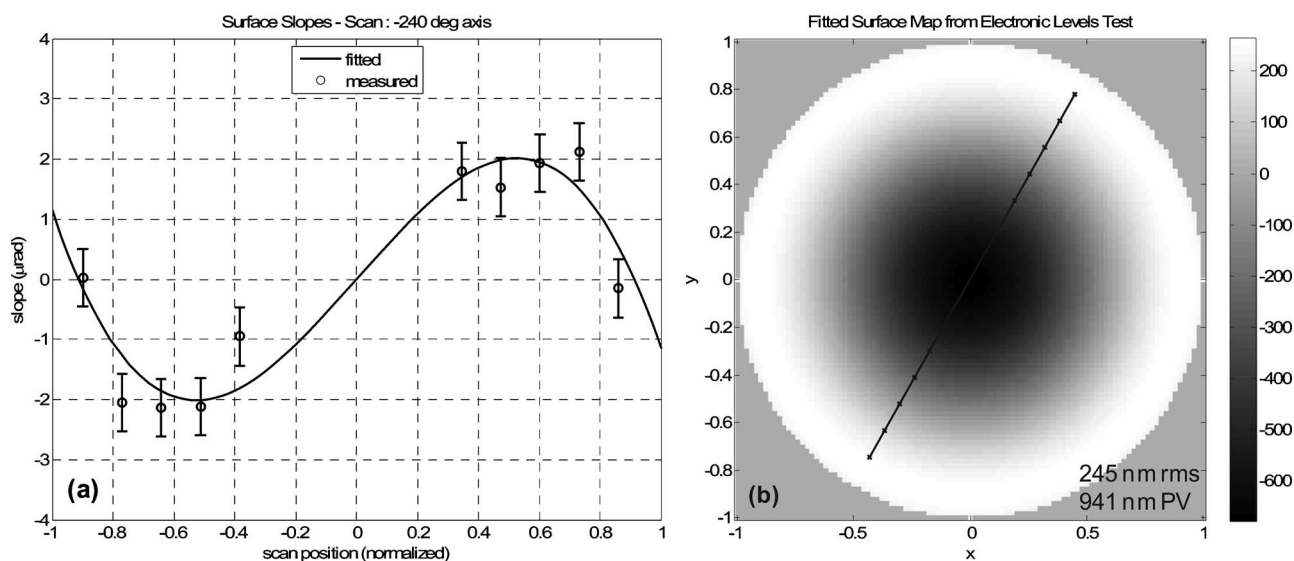 Surface Slopes - Scan : -240 deg axis
4
3
2
1
0
-1
-2
-3
-4
slope (µrad)
fitted
measured
(a)
-1 -0.8 -0.6 -0.4 -0.2 0 0.2 0.4 0.6 0.8 1
scan position (normalized)
Fitted Surface Map from Electronic Levels Test
1
0.8
0.6
0.4
0.2
0
-0.2
-0.4
-0.6
-0.8
-1
y
(b)
245 nm rms
941 nm PV
-1 -0.5 0 0.5 1
x
200
100
0
-100
-200
-300
-400
-500
-600